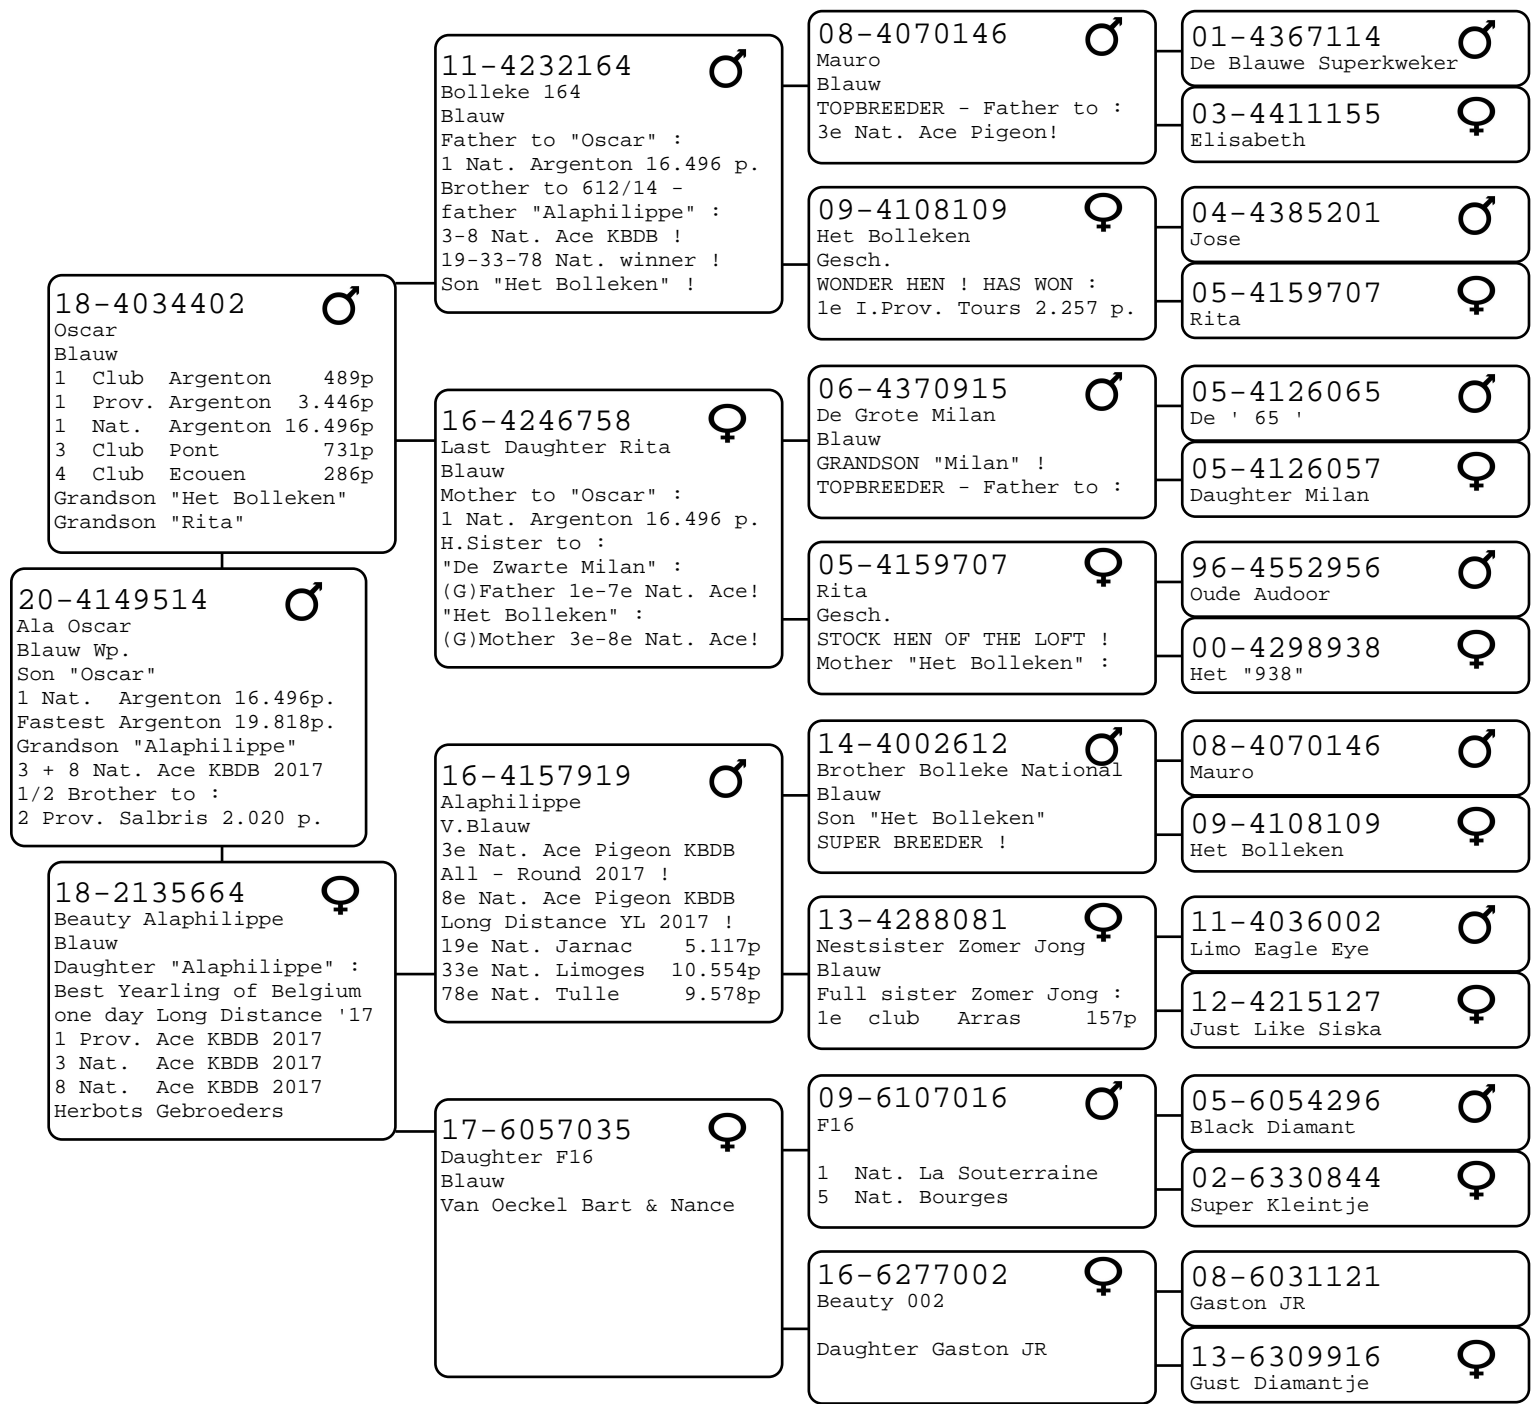 18-4034402
Oscar
Blauw
1  Club  Argenton    489p
1  Prov. Argenton  3.446p
1  Nat.  Argenton 16.496p
3  Club  Pont        731p
4  Club  Ecouen      286p
Grandson "Het Bolleken"
Grandson "Rita"
20-4149514
Ala Oscar
Blauw Wp.
Son "Oscar"
1 Nat.  Argenton 16.496p.
Fastest Argenton 19.818p.
Grandson "Alaphilippe"
3 + 8 Nat. Ace KBDB 2017
1/2 Brother to :
2 Prov. Salbris 2.020 p.
18-2135664
Beauty Alaphilippe
Blauw
Daughter "Alaphilippe" :
Best Yearling of Belgium
one day Long Distance '17
1 Prov. Ace KBDB 2017
3 Nat.  Ace KBDB 2017
8 Nat.  Ace KBDB 2017
Herbots Gebroeders
11-4232164
Bolleke 164
Blauw
Father to "Oscar" :
1 Nat. Argenton 16.496 p.
Brother to 612/14 -
father "Alaphilippe" :
3-8 Nat. Ace KBDB !
19-33-78 Nat. winner !
Son "Het Bolleken" !
16-4246758
Last Daughter Rita
Blauw
Mother to "Oscar" :
1 Nat. Argenton 16.496 p.
H.Sister to :
"De Zwarte Milan" :
(G)Father 1e-7e Nat. Ace!
"Het Bolleken" :
(G)Mother 3e-8e Nat. Ace!
16-4157919
Alaphilippe
V.Blauw
3e Nat. Ace Pigeon KBDB
All - Round 2017 !
8e Nat. Ace Pigeon KBDB
Long Distance YL 2017 !
19e Nat. Jarnac    5.117p
33e Nat. Limoges  10.554p
78e Nat. Tulle     9.578p
17-6057035
Daughter F16
Blauw
Van Oeckel Bart & Nance
08-4070146
Mauro
Blauw
TOPBREEDER - Father to :
3e Nat. Ace Pigeon!
09-4108109
Het Bolleken
Gesch.
WONDER HEN ! HAS WON :
1e I.Prov. Tours 2.257 p.
06-4370915
De Grote Milan
Blauw
GRANDSON "Milan" !
TOPBREEDER - Father to :
05-4159707
Rita
Gesch.
STOCK HEN OF THE LOFT !
Mother "Het Bolleken" :
14-4002612
Brother Bolleke National
Blauw
Son "Het Bolleken"
SUPER BREEDER !
13-4288081
Nestsister Zomer Jong
Blauw
Full sister Zomer Jong :
1e  club   Arras     157p
09-6107016
F16
1  Nat. La Souterraine
5  Nat. Bourges
16-6277002
Beauty 002
Daughter Gaston JR
01-4367114
De Blauwe Superkweker
03-4411155
Elisabeth
04-4385201
Jose
05-4159707
Rita
05-4126065
De ' 65 '
05-4126057
Daughter Milan
96-4552956
Oude Audoor
00-4298938
Het "938"
08-4070146
Mauro
09-4108109
Het Bolleken
11-4036002
Limo Eagle Eye
12-4215127
Just Like Siska
05-6054296
Black Diamant
02-6330844
Super Kleintje
08-6031121
Gaston JR
13-6309916
Gust Diamantje